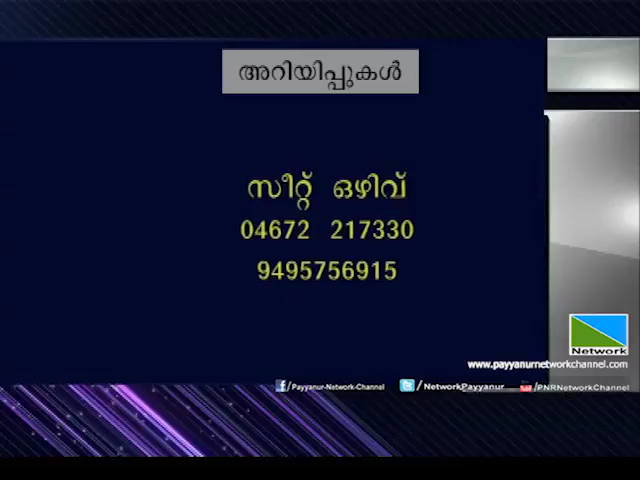 അറിയിപ്പുകൾ
സീറ്റ് ഒഴിവ്
04672 217330
9495756915
Network
www.payyanurnetworkchannel.com
/Payyanur-Network-Channel
/NetworkPayyanur
/PNRNetworkChannel